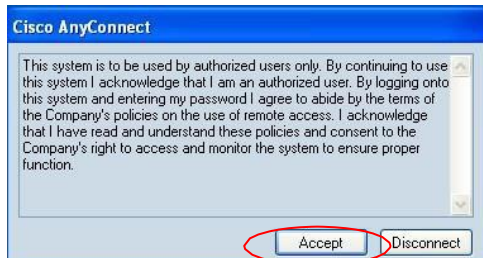 Cisco AnyConnect
This system is to be used by authorized users only. By continuing to use
this system I acknowledge that I am an authorized user. By logging onto
this system and entering my password I agree to abide by the terms of
the Company's policies on the use of remote access. I acknowledge
that I have read and understand these policies and consent to the
Company's right to access and monitor the system to ensure proper
function.
Accept Disconnect